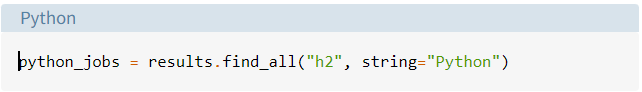 Python
python_jobs = results.find_all("h2", string="Python")